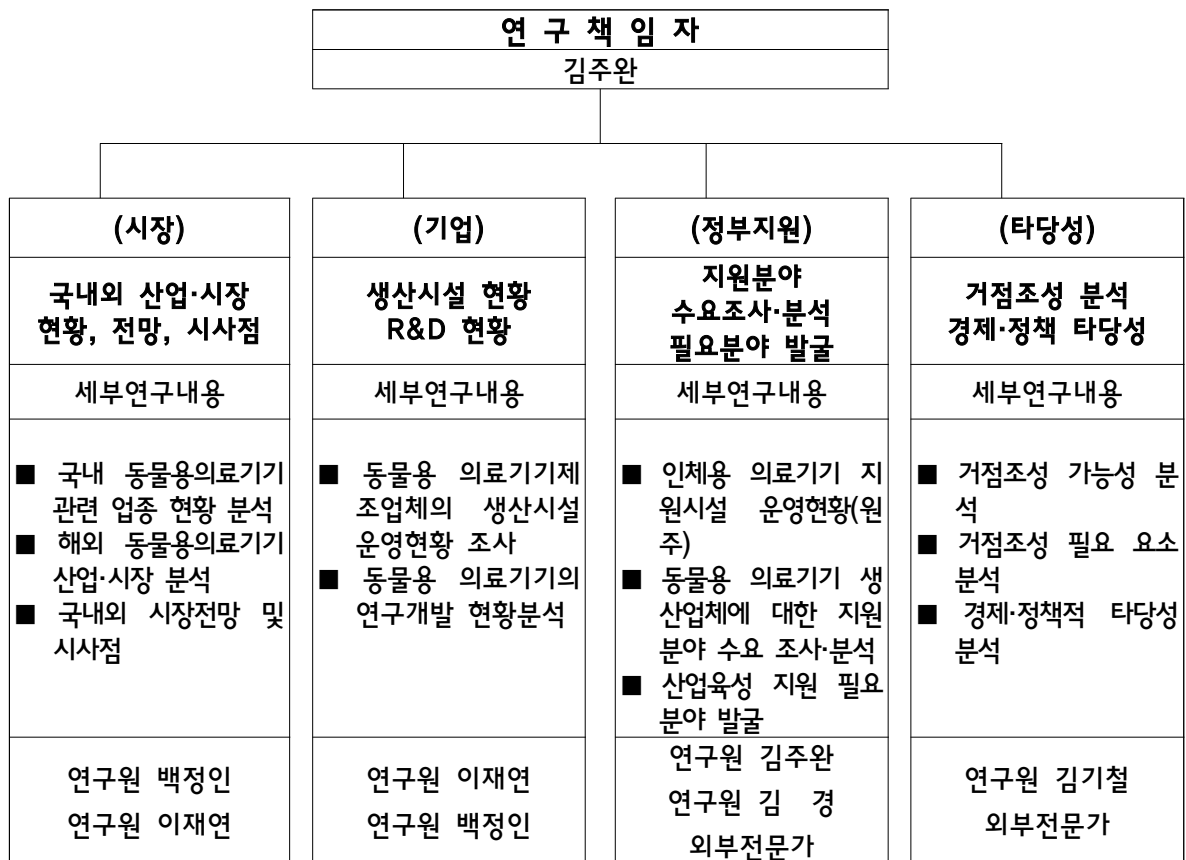 연 구 책 임 자
김주완
(시장)
국내외 산업·시장
현황, 전망, 시사점
세부연구내용
■ 국내 동물용의료기기
관련 업종 현황 분석
■ 해외 동물용의료기기
산업·시장 분석
■ 국내외 시장전망 및
시사점
연구원 백정인
연구원 이재연
(기업)
생산시설 현황
R&D 현황
세부연구내용
■ 동물용 의료기기제
조업체의 생산시설
운영현황 조사
■ 동물용 의료기기의
연구개발 현황분석
연구원 이재연
연구원 백정인
(정부지원)
지원분야
수요조사·분석
필요분야 발굴
세부연구내용
■ 인체용 의료기기 지
원시설 운영현황(원
주)
■ 동물용 의료기기 생
산업체에 대한 지원
분야 수요 조사·분석
■ 산업육성 지원 필요
분야 발굴
연구원 김주완
연구원 김 경
외부전문가
(타당성)
거점조성 분석
경제·정책 타당성
세부연구내용
■ 거점조성 가능성 분
석
■ 거점조성 필요 요소
분석
■ 경제·정책적 타당성
분석
연구원 김기철
외부전문가